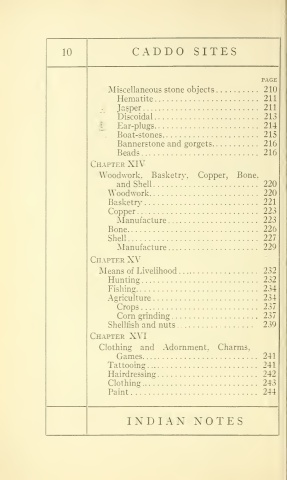 10 CADDO SITES
PAGE
Miscellaneous stone objects.......... 210
Hematite........................ 211
Jasper........................... 211
Discoidal........................ 213
Ear-plugs........................ 214
Boat-stones...................... 215
Bannerstone and gorgets.......... 216
Beads............................ 216
CHAPTER XIV
Woodwork, Basketry, Copper, Bone,
and Shell........................ 220
Woodwork........................ 220
Basketry.......................... 221
Copper........................... 223
Manufacture.................... 223
Bone............................. 226
Shell............................. 227
Manufacture.................... 229
CHAPTER XV
Means of Livelihood.................. 232
Hunting.......................... 232
Fishing........................... 234
Agriculture....................... 234
Crops........................... 237
Corn grinding................... 237
Shellfish and nuts................. 239
CHAPTER XVI
Clothing and Adornment, Charms,
Games........................... 241
Tattooing......................... 241
Hairdressing...................... 242
Clothing.......................... 243
Paint............................. 244
INDIAN NOTES